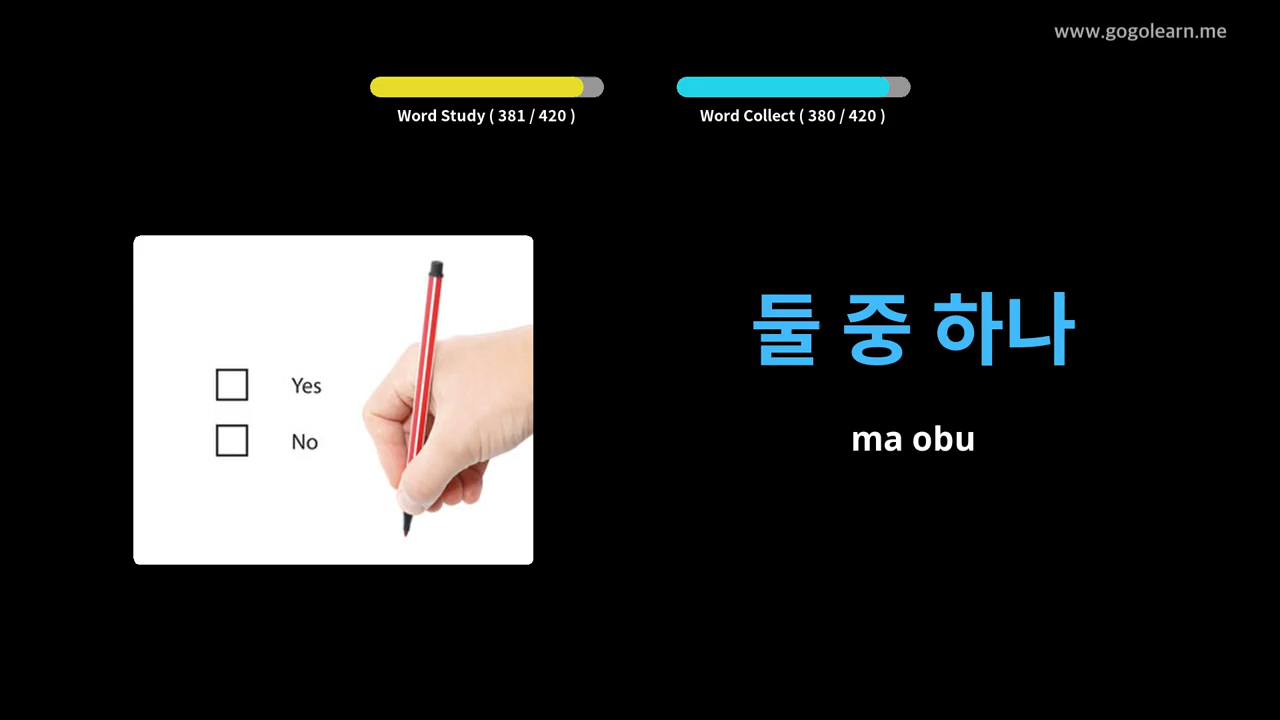 www.gogolearn.me
Word Study ( 381 / 420 )
Word Collect ( 380 / 420 )
Yes
No
둘 중 하나
ma obu